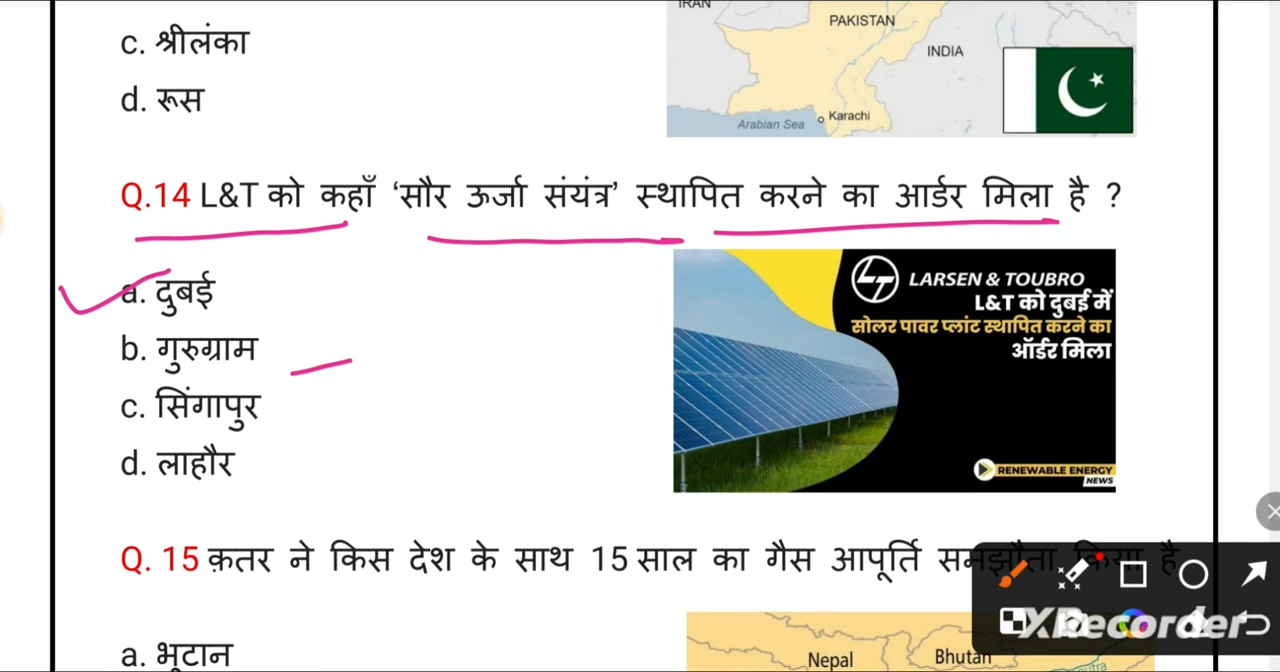 IRAN
PAKISTAN
INDIA
Karachi
Arabian Sea
c. श्रीलंका
d. रूस
Q.14 L&T को कहाँ ‘सौर ऊर्जा संयंत्र’ स्थापित करने का आर्डर मिला है ?
a. दुबई
b. गुरुग्राम
c. सिंगापुर
d. लाहौर
LARSEN & TOUBRO
L&T को दुबई में
सोलर पावर प्लांट स्थापित करने का
ऑर्डर मिला
RENEWABLE ENERGY
NEWS
Q. 15 क़तर ने किस देश के साथ 15 साल का गैस आपूर्ति समझौता किया है
XRecorder
a. भूटान
Nepal
Bhutan